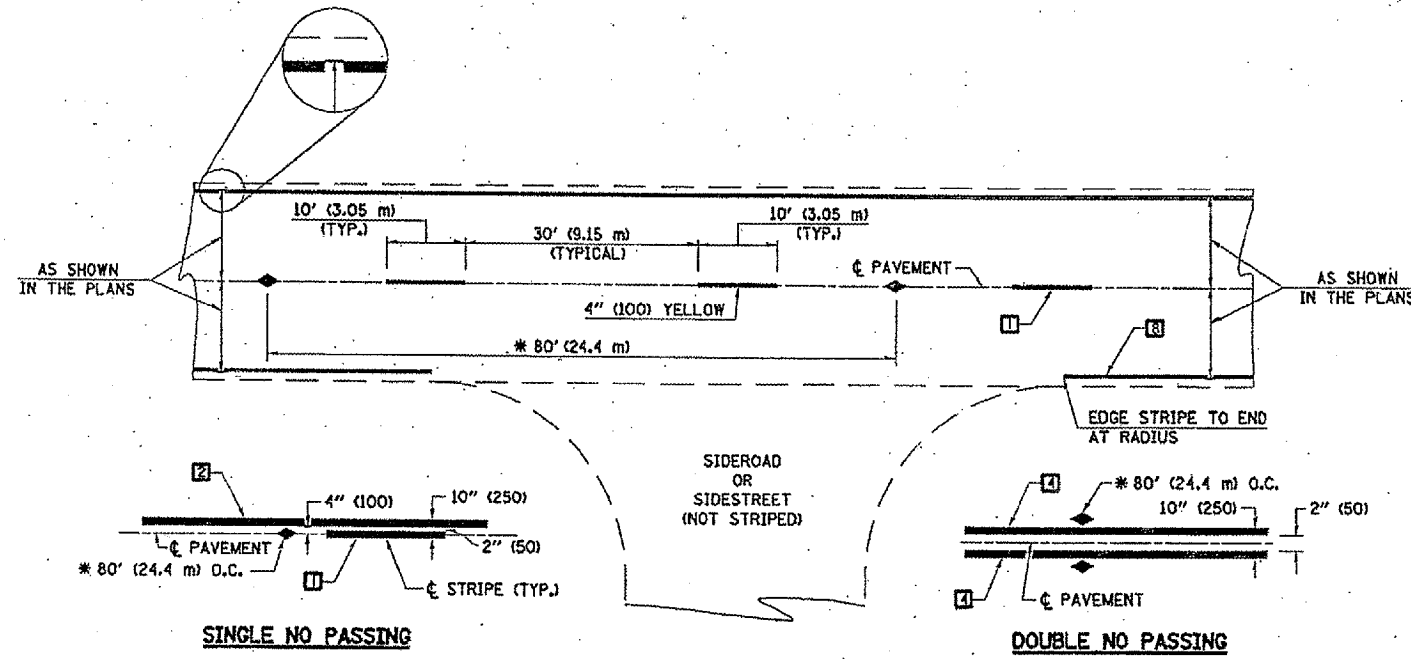 10' (3.05 m)
(TYP.)
30' (9.15 m)
(TYPICAL)
10' (3.05 m)
(TYP.)
℄ PAVEMENT
AS SHOWN
IN THE PLANS
AS SHOWN
IN THE PLANS
4" (100) YELLOW
1
* 80' (24.4 m)
8
EDGE STRIPE TO END
AT RADIUS
SIDEROAD
OR
SIDESTREET
(NOT STRIPED)
2
4" (100)
10" (250)
℄ PAVEMENT
2" (50)
* 80' (24.4 m) O.C.
1
℄ STRIPE (TYP.)
SINGLE NO PASSING
4
* 80' (24.4 m) O.C.
10" (250)
2" (50)
4
℄ PAVEMENT
DOUBLE NO PASSING